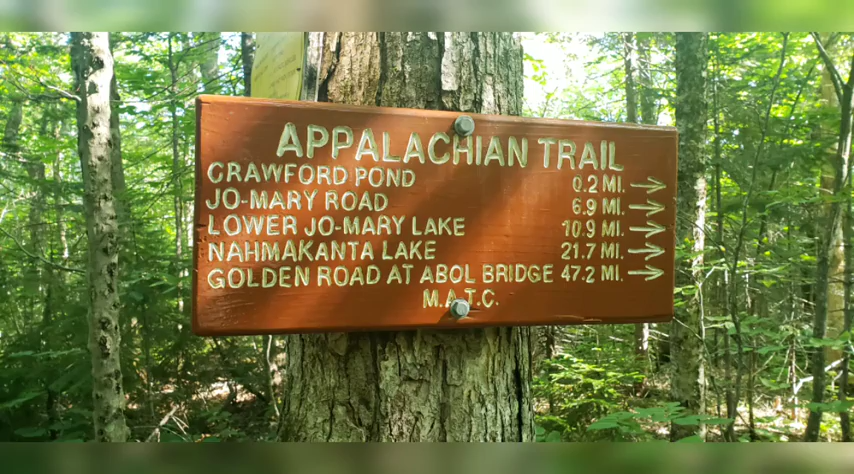 APPALACHIAN TRAIL
CRAWFORD POND 0.2 MI. →
JO-MARY ROAD 6.9 MI. →
LOWER JO-MARY LAKE 10.9 MI. →
NAHMAKANTA LAKE 21.7 MI. →
GOLDEN ROAD AT ABOL BRIDGE 47.2 MI. →
M.A.T.C.